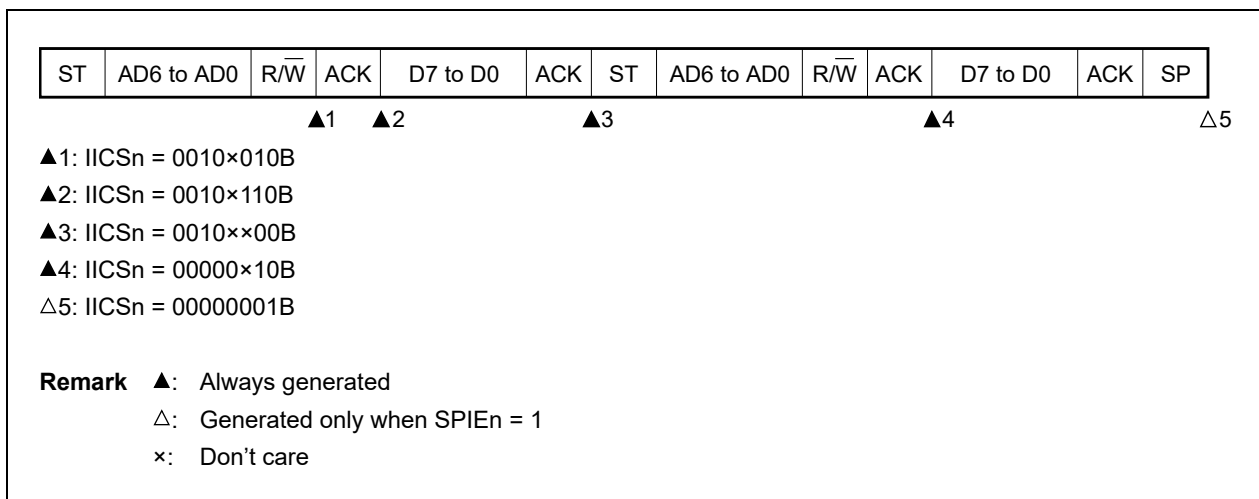 ST AD6 to AD0 R/W̅ ACK D7 to D0 ACK ST AD6 to AD0 R/W̅ ACK D7 to D0 ACK SP
▲1 ▲2 ▲3 ▲4 △5
▲1: IICSn = 0010×010B
▲2: IICSn = 0010×110B
▲3: IICSn = 0010××00B
▲4: IICSn = 00000×10B
△5: IICSn = 00000001B
Remark ▲: Always generated
△: Generated only when SPIEn = 1
×: Don't care